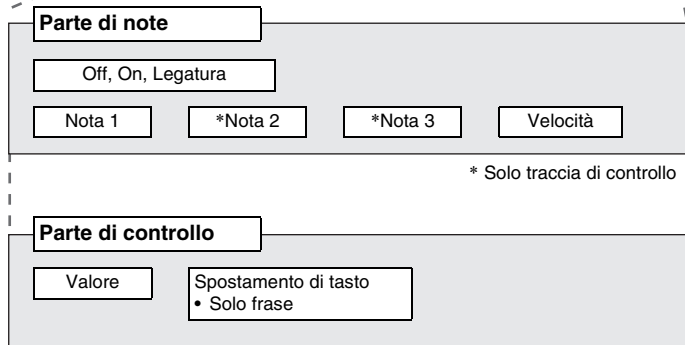 Parte di note
Off, On, Legatura
Nota 1 *Nota 2 *Nota 3 Velocità
* Solo traccia di controllo
Parte di controllo
Valore Spostamento di tasto
• Solo frase